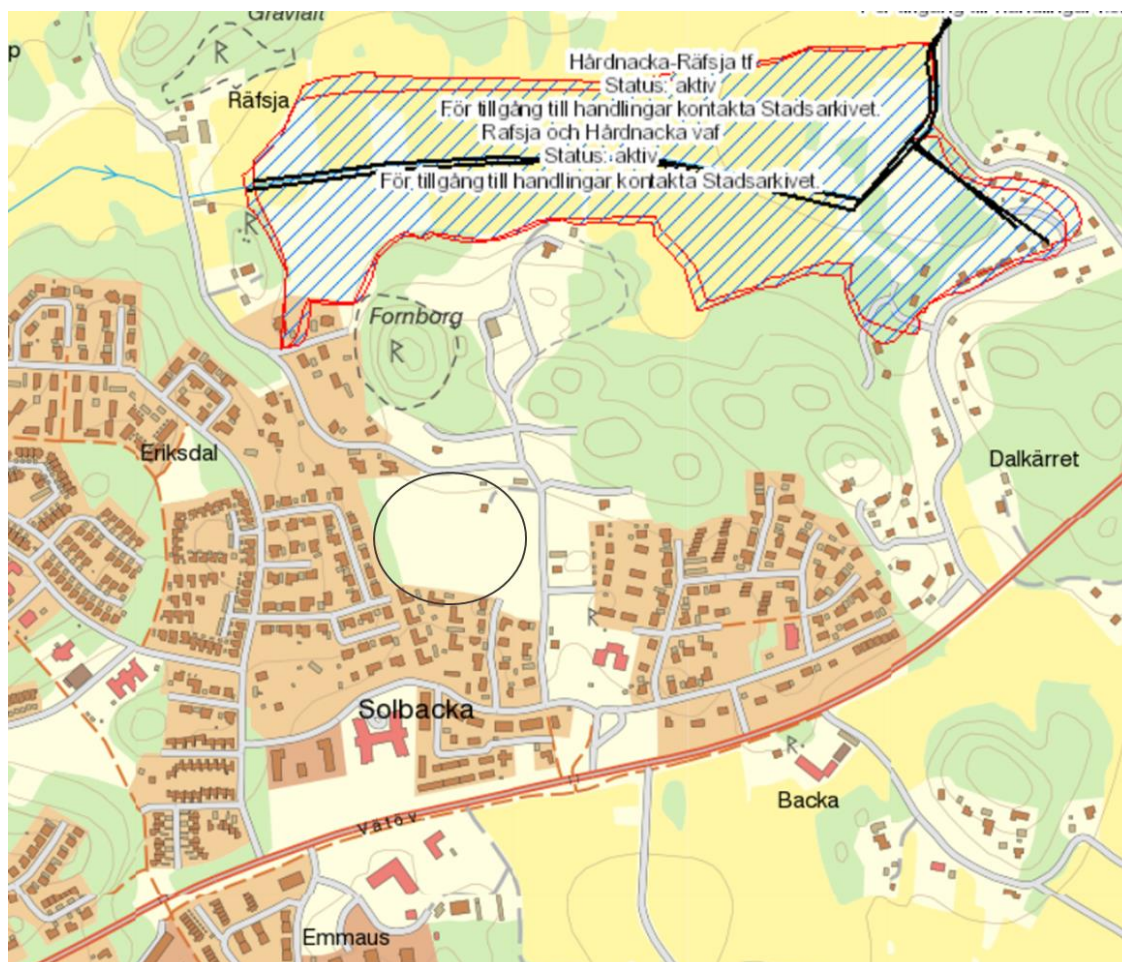 Gravfält
p
Hårdnacka-Räfsja tf
Status: aktiv
Räfsja
För tillgång till handlingar kontakta Stadsarkivet.
Rafsja och Hårdnacka vaf
Status: aktiv
För tillgång till handlingar kontakta Stadsarkivet.
Fornborg
Eriksdal
Dalkärret
Solbacka
Backa
Vätöv
Emmaus